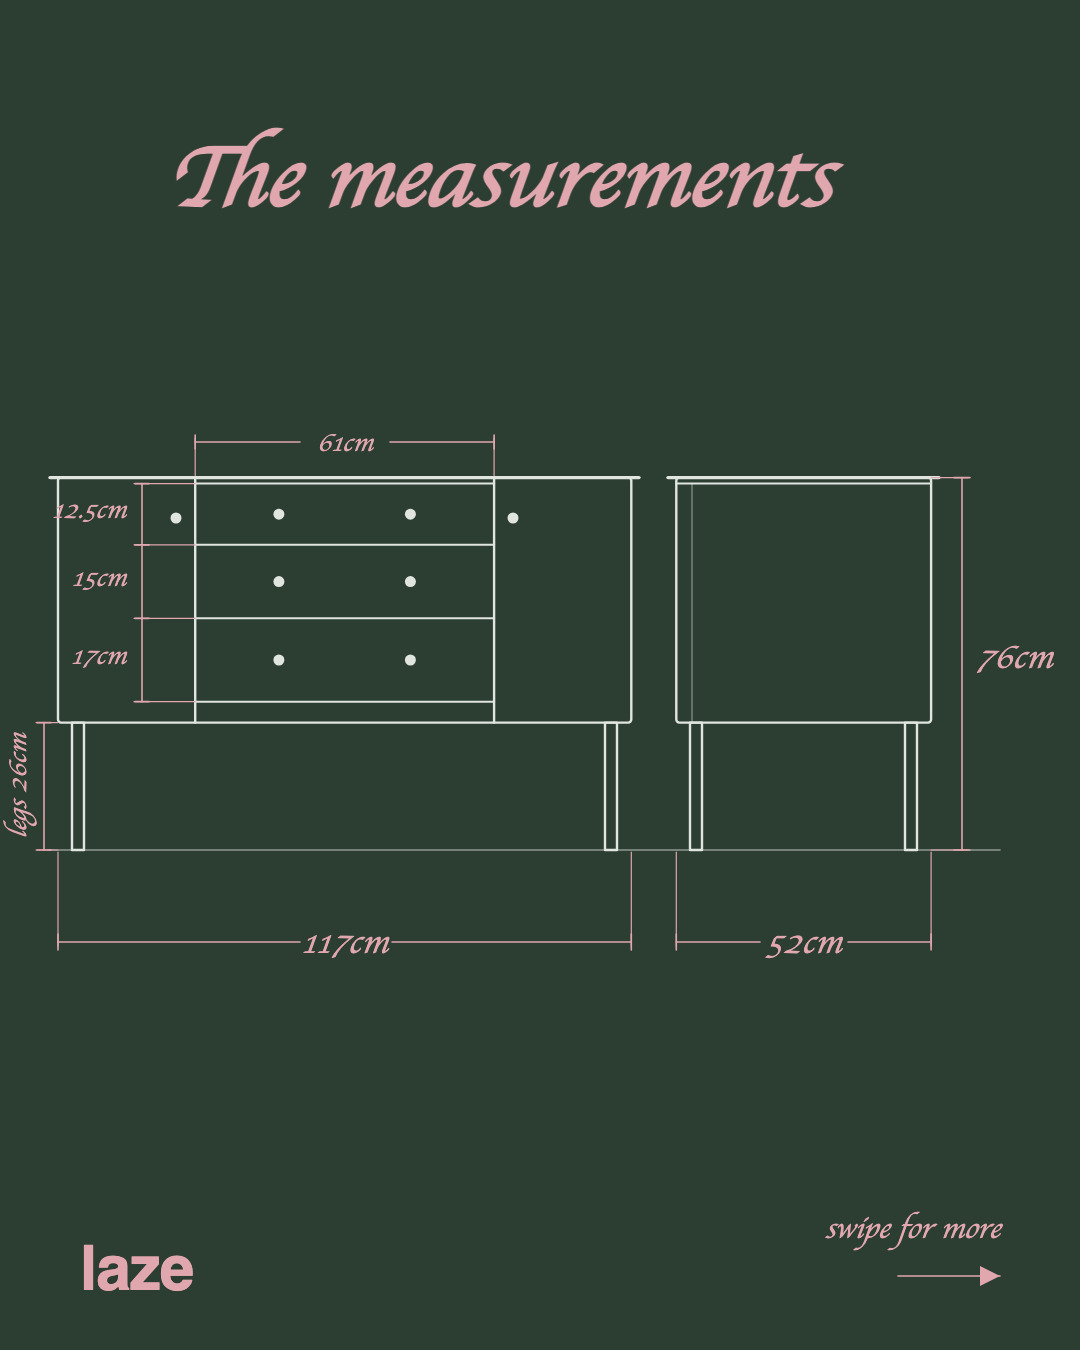 The measurements
61cm
12.5cm
15cm
17cm
76cm
legs 26cm
117cm
52cm
swipe for more
laze